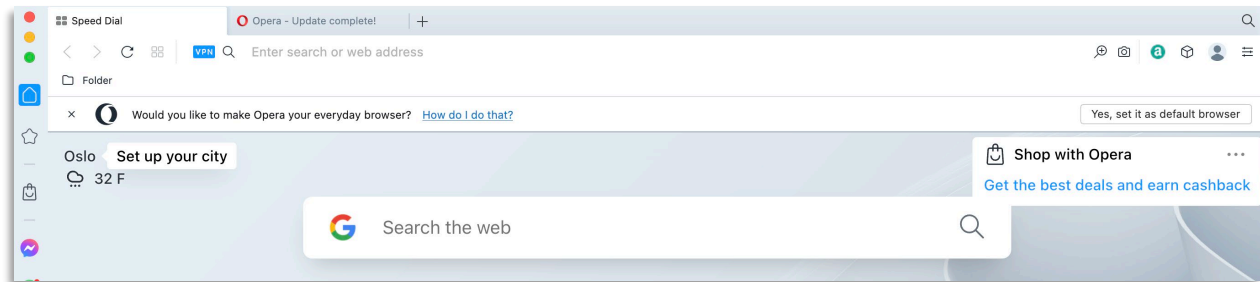 Speed Dial
Opera - Update complete!
VPN
Enter search or web address
a
Folder
Would you like to make Opera your everyday browser? How do I do that?
Yes, set it as default browser
Oslo Set up your city
32 F
Shop with Opera
Get the best deals and earn cashback
G Search the web